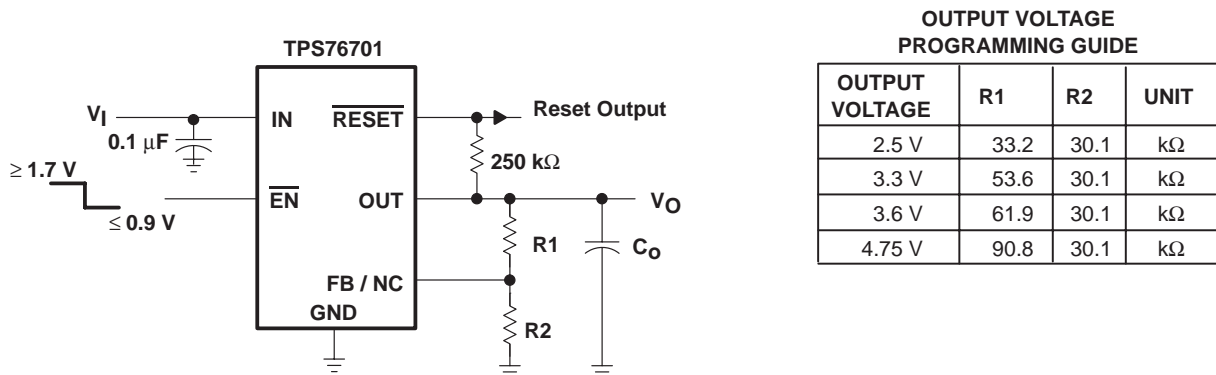 TPS76701
VI
0.1 μF
IN
RESET
Reset Output
250 kΩ
≥ 1.7 V
≤ 0.9 V
EN
OUT
VO
R1
Co
FB / NC
GND
R2
OUTPUT VOLTAGE
PROGRAMMING GUIDE
OUTPUT VOLTAGE R1 R2 UNIT
2.5 V 33.2 30.1 kΩ
3.3 V 53.6 30.1 kΩ
3.6 V 61.9 30.1 kΩ
4.75 V 90.8 30.1 kΩ